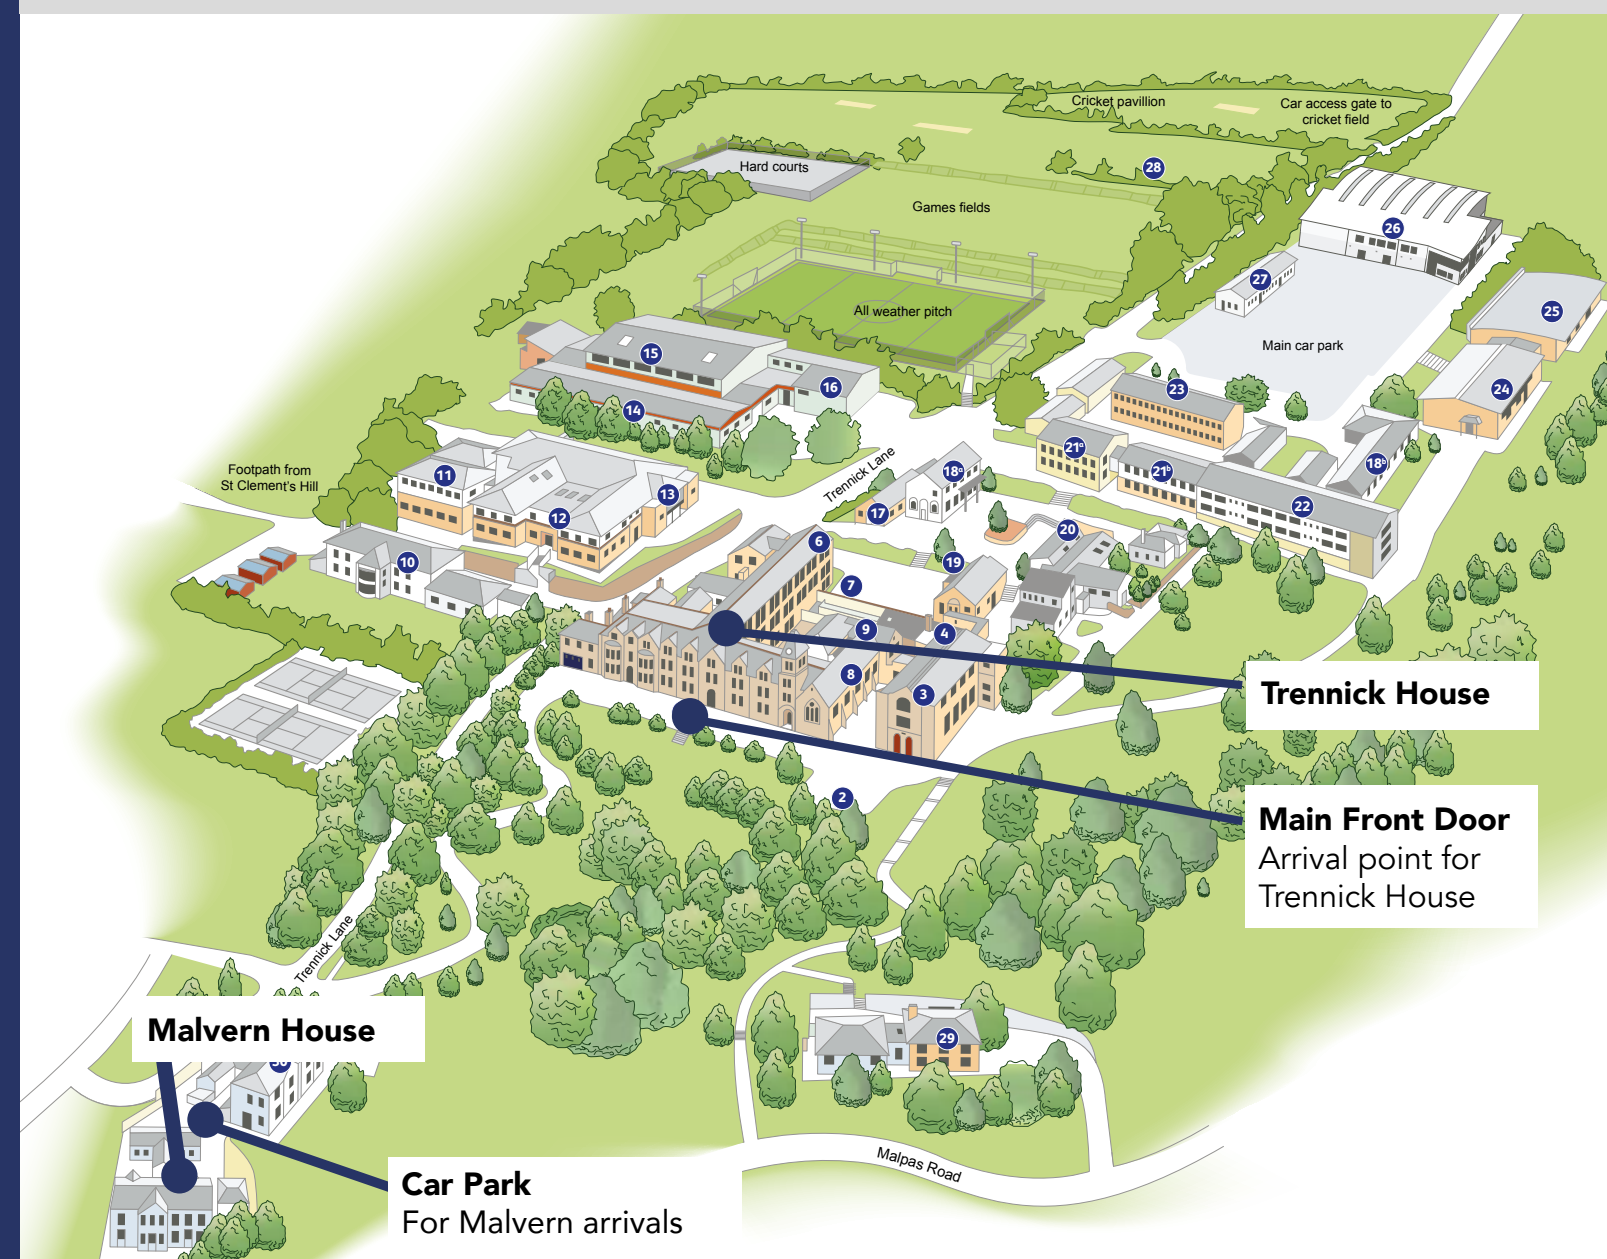 Cricket pavillion
Car access gate to
cricket field
28
Hard courts
Games fields
26
27
25
All weather pitch
Main car park
15
16
23
24
14
Footpath from
St Clement's Hill
11
13
12
Trennick Lane
18a
17
21a
21b
18b
22
20
6
10
19
7
9
4
8
3
Trennick House
2
Main Front Door
Arrival point for
Trennick House
Trennick Lane
Malvern House
29
30
Car Park
For Malvern arrivals
Malpas Road